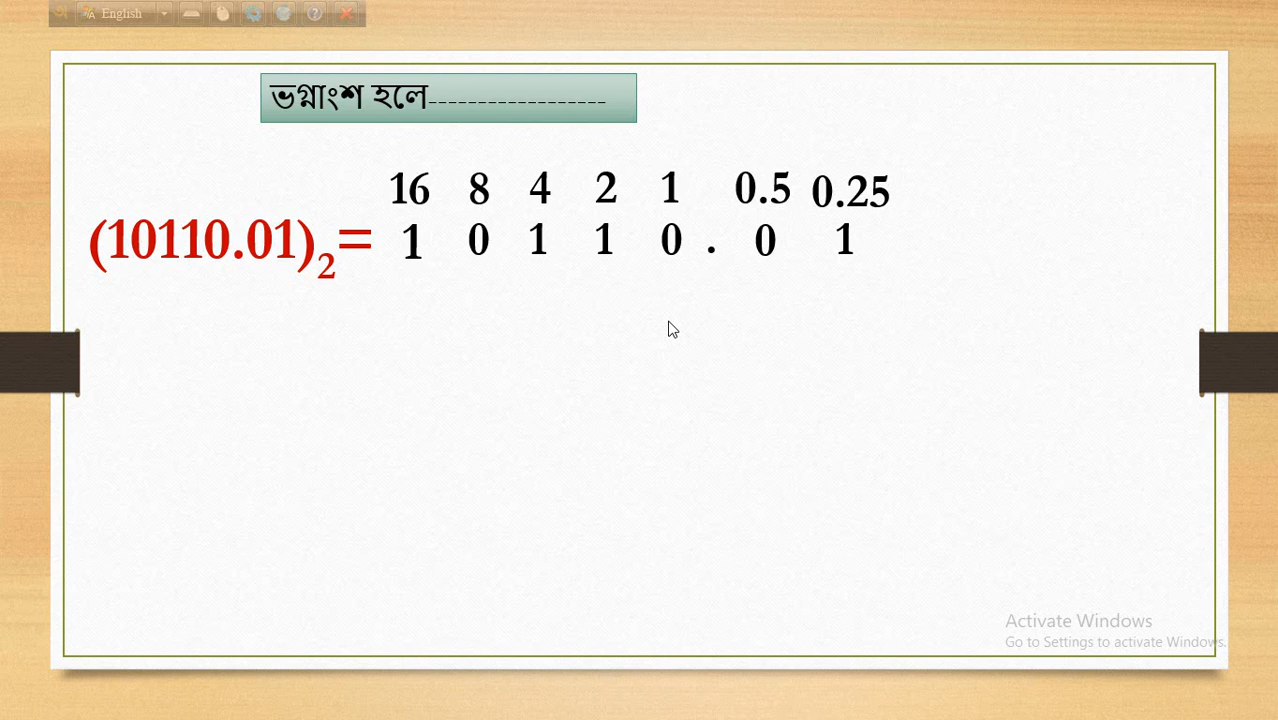 English
ভগ্নাংশ হলে------------------
16 8 4 2 1 0.5 0.25
(10110.01)2= 1 0 1 1 0 . 0 1
Activate Windows
Go to Settings to activate Windows.